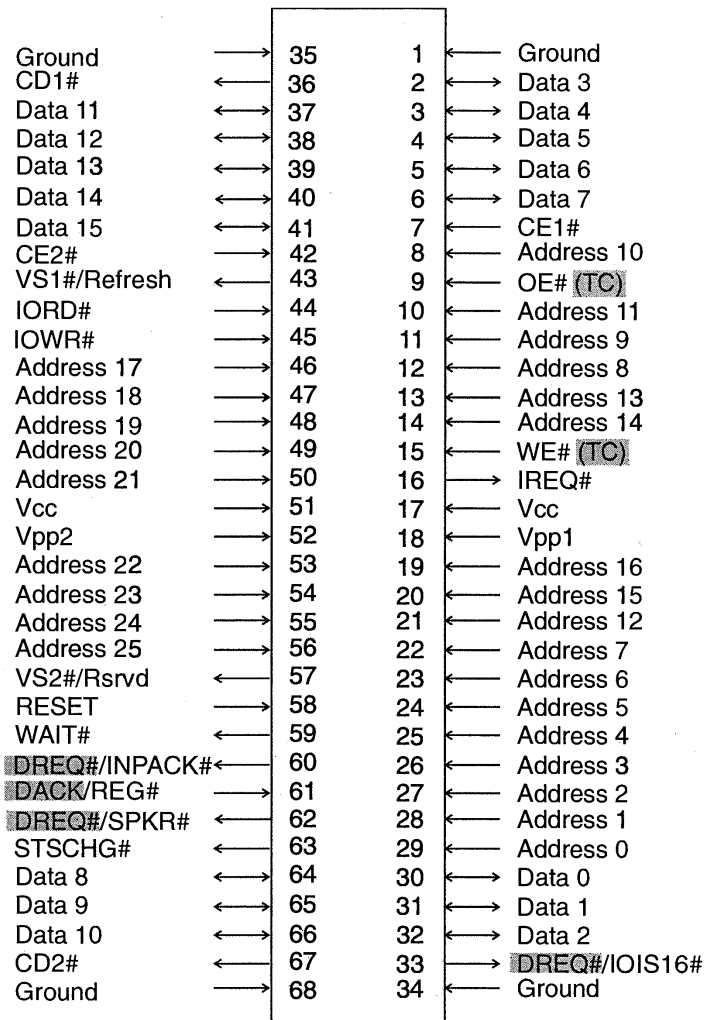 Ground 35 1 Ground
CD1# 36 2 Data 3
Data 11 37 3 Data 4
Data 12 38 4 Data 5
Data 13 39 5 Data 6
Data 14 40 6 Data 7
Data 15 41 7 CE1#
CE2# 42 8 Address 10
VS1#/Refresh 43 9 OE# (TC)
IORD# 44 10 Address 11
IOWR# 45 11 Address 9
Address 17 46 12 Address 8
Address 18 47 13 Address 13
Address 19 48 14 Address 14
Address 20 49 15 WE# (TC)
Address 21 50 16 IREQ#
Vcc 51 17 Vcc
Vpp2 52 18 Vpp1
Address 22 53 19 Address 16
Address 23 54 20 Address 15
Address 24 55 21 Address 12
Address 25 56 22 Address 7
VS2#/Rsrvd 57 23 Address 6
RESET 58 24 Address 5
WAIT# 59 25 Address 4
DREQ#/INPACK# 60 26 Address 3
DACK/REG# 61 27 Address 2
DREQ#/SPKR# 62 28 Address 1
STSCHG# 63 29 Address 0
Data 8 64 30 Data 0
Data 9 65 31 Data 1
Data 10 66 32 Data 2
CD2# 67 33 DREQ#/IOIS16#
Ground 68 34 Ground